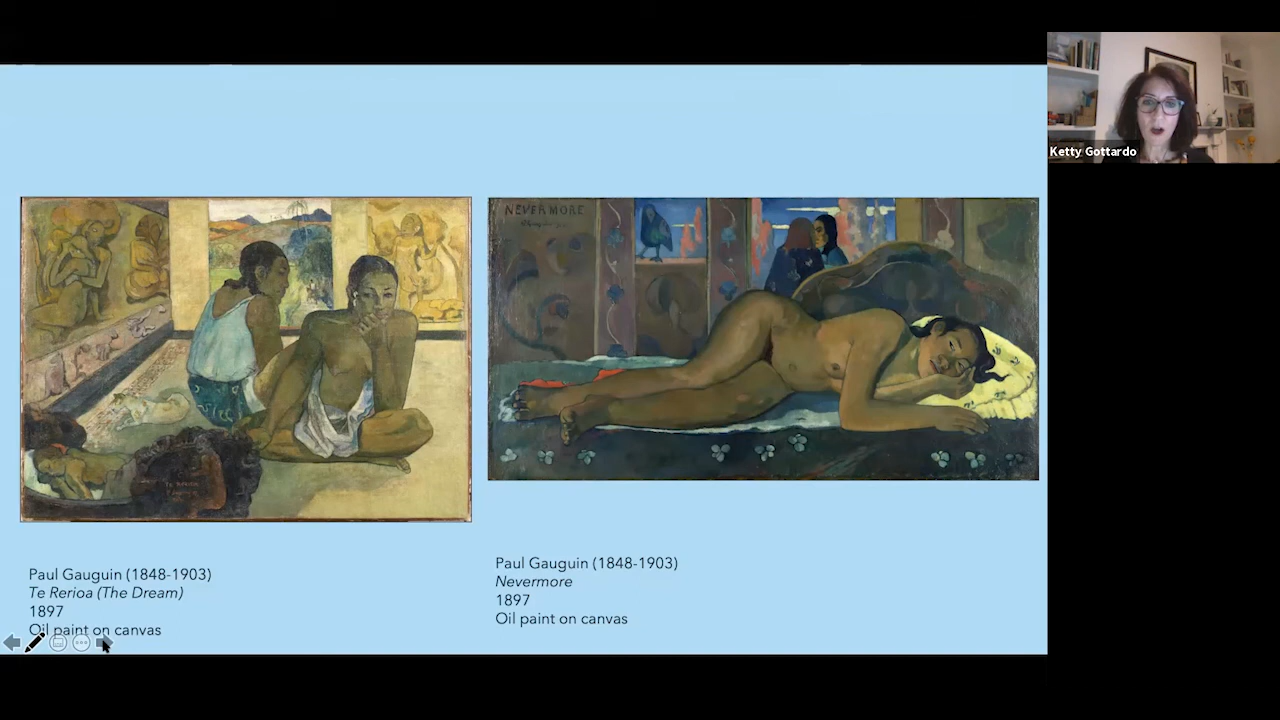 Ketty Gottardo
NEVERMORE
Paul Gauguin (1848-1903)
Te Rerioa (The Dream)
1897
Oil paint on canvas
Paul Gauguin (1848-1903)
Nevermore
1897
Oil paint on canvas